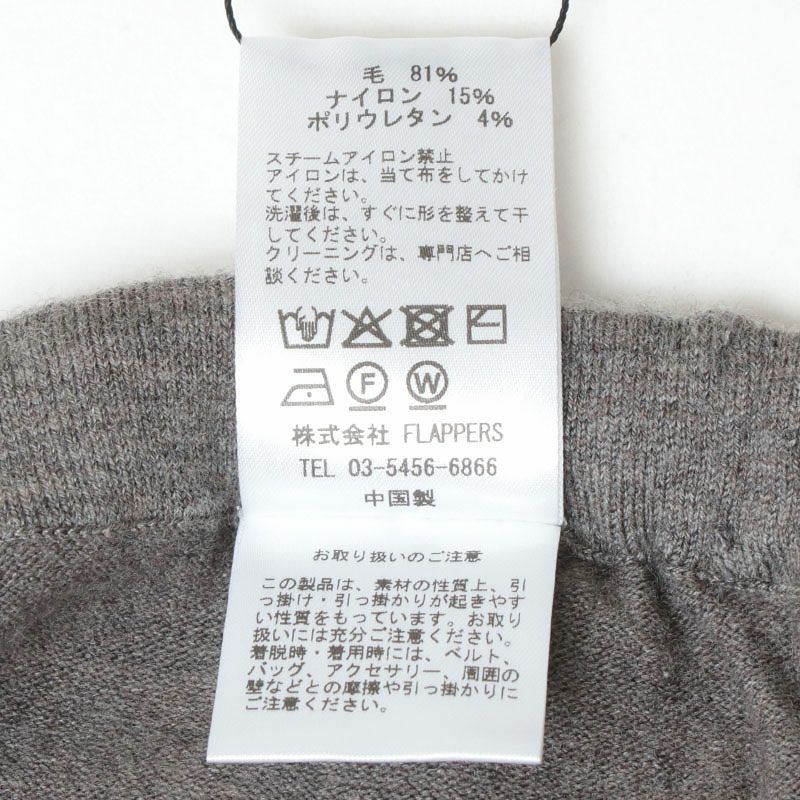 毛 81%
ナイロン 15%
ポリウレタン 4%
スチームアイロン禁止
アイロンは、当て布をしてかけ
てください。
洗濯後は、すぐに形を整えて干
してください。
クリーニングは、専門店へご相
談ください。
F W
株式会社 FLAPPERS
TEL 03-5456-6866
中国製
お取り扱いのご注意
この製品は、素材の性質上、引
っ掛け・引っ掛かりが起きやす
い性質をもっています。お取り
扱いには充分ご注意ください。
着脱時・着用時には、ベルト、
バッグ、アクセサリー、周囲の
壁などとの摩擦や引っ掛かりに
ご注意ください。